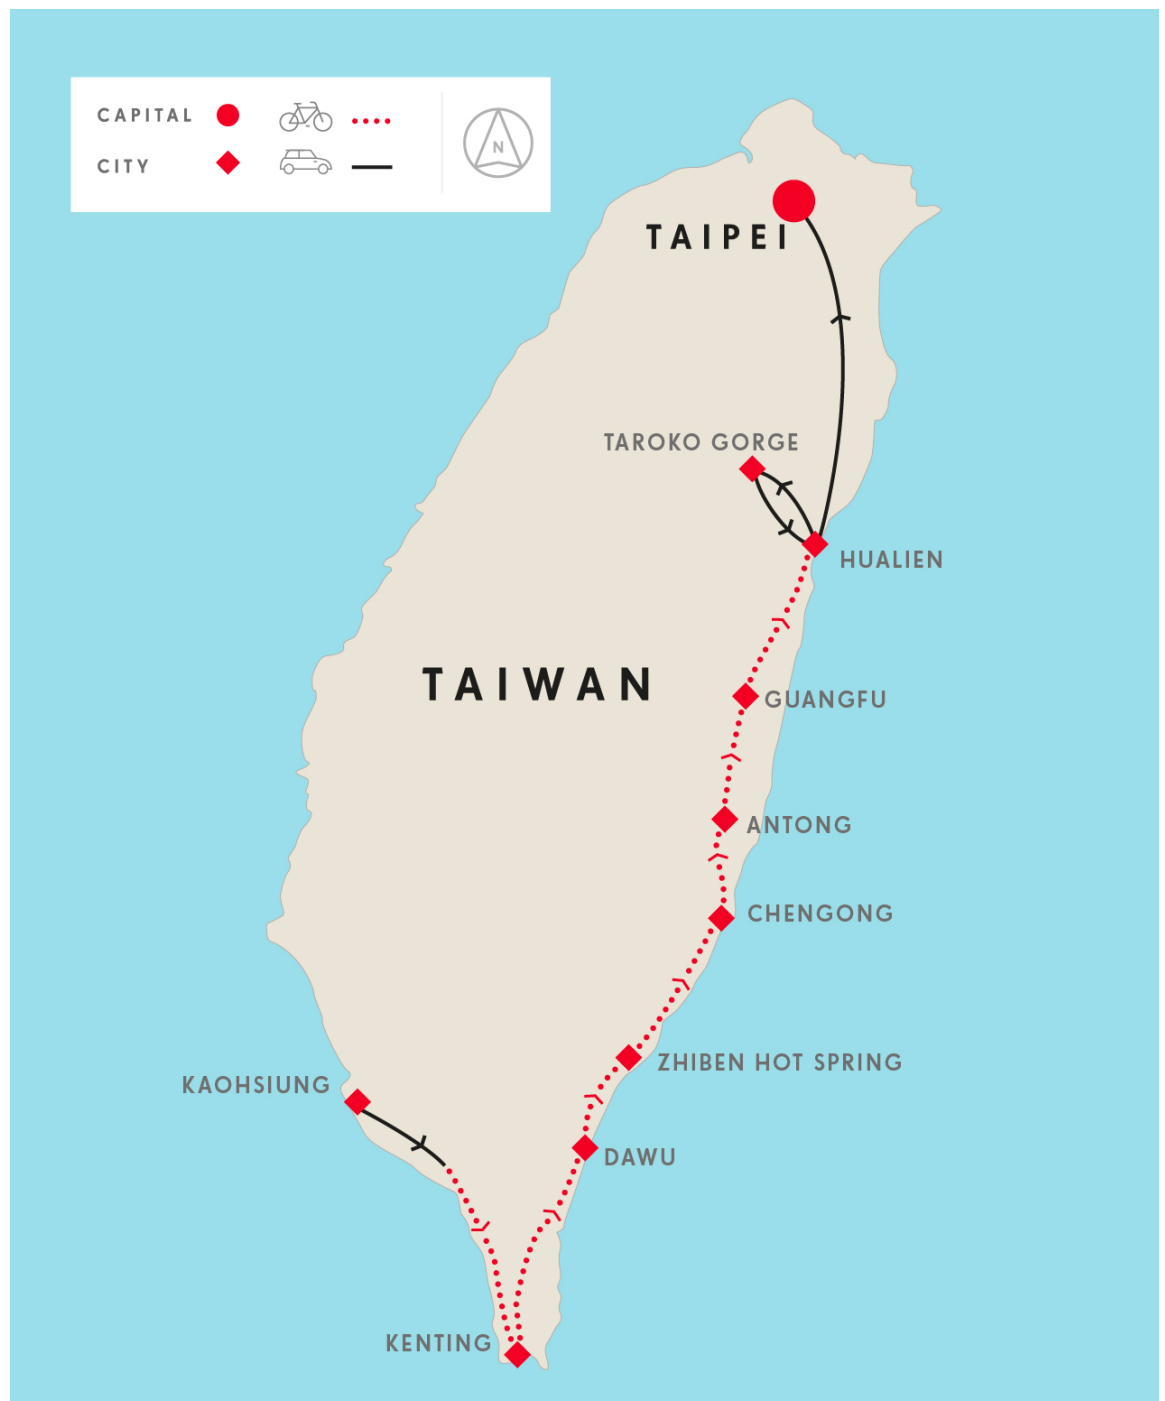 CAPITAL
CITY
N
TAIPEI
TAROKO GORGE
HUALIEN
TAIWAN
GUANGFU
ANTONG
CHENGONG
ZHIBEN HOT SPRING
KAOHSIUNG
DAWU
KENTING